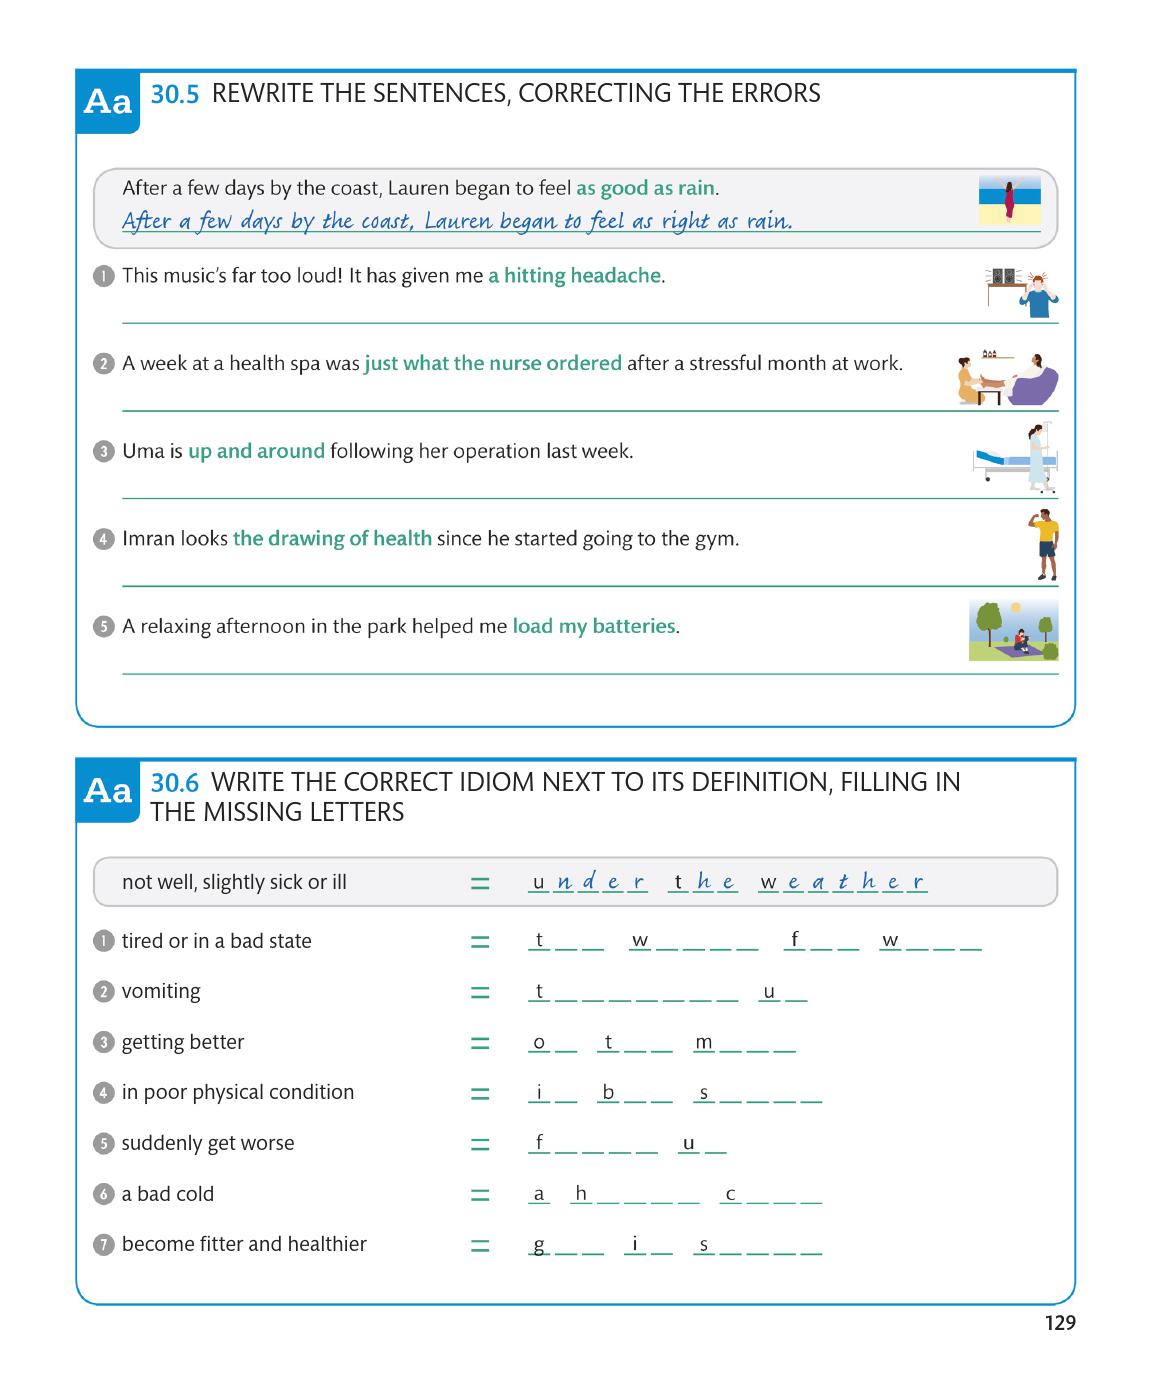 Aa 30.5 REWRITE THE SENTENCES, CORRECTING THE ERRORS
After a few days by the coast, Lauren began to feel as good as rain.
After a few days by the coast, Lauren began to feel as right as rain.
1 This music's far too loud! It has given me a hitting headache.
2 A week at a health spa was just what the nurse ordered after a stressful month at work.
3 Uma is up and around following her operation last week.
4 Imran looks the drawing of health since he started going to the gym.
5 A relaxing afternoon in the park helped me load my batteries.
Aa 30.6 WRITE THE CORRECT IDIOM NEXT TO ITS DEFINITION, FILLING IN
THE MISSING LETTERS
not well, slightly sick or ill = under the weather
1 tired or in a bad state = t _ _ w _ _ _ _ f _ _ w _ _ _
2 vomiting = t _ _ _ _ _ _ _ u _
3 getting better = o _ t _ _ m _ _ _
4 in poor physical condition = i _ b _ _ s _ _ _ _
5 suddenly get worse = f _ _ _ _ u _
6 a bad cold = a h _ _ _ _ c _ _ _
7 become fitter and healthier = g _ _ i _ s _ _ _ _
129